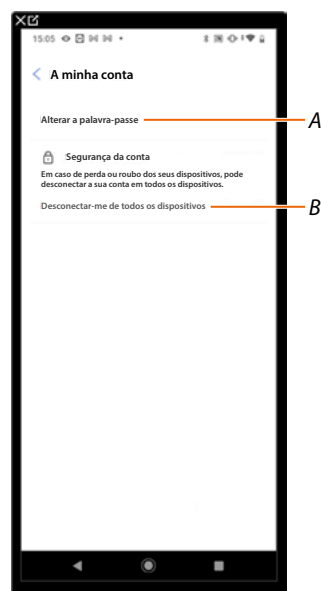 15:05
A minha conta
Alterar a palavra-passe
A
Segurança da conta
Em caso de perda ou roubo dos seus dispositivos, pode
desconectar a sua conta em todos os dispositivos.
Desconectar-me de todos os dispositivos
B